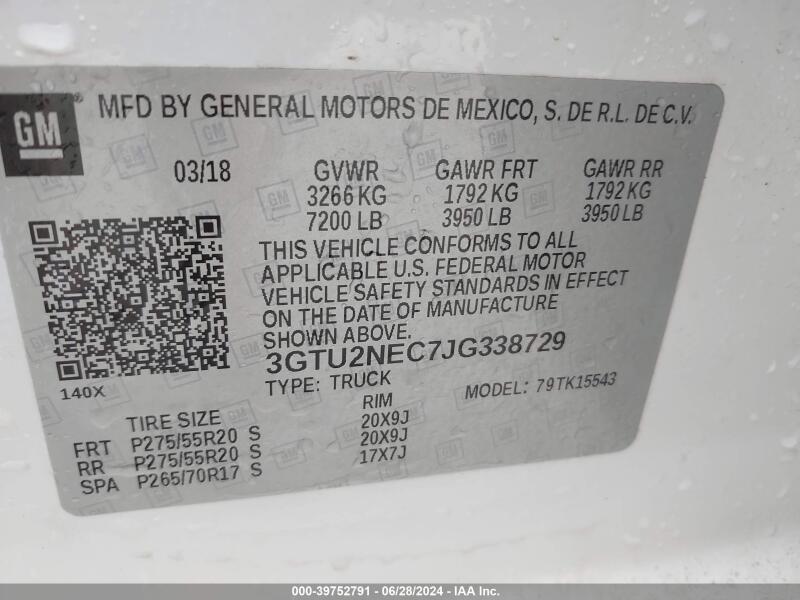 GM ®
MFD BY GENERAL MOTORS DE MEXICO, S. DE R.L. DE C.V.
03/18 GVWR GAWR FRT GAWR RR
3266 KG 1792 KG 1792 KG
7200 LB 3950 LB 3950 LB
THIS VEHICLE CONFORMS TO ALL
APPLICABLE U.S. FEDERAL MOTOR
VEHICLE SAFETY STANDARDS IN EFFECT
ON THE DATE OF MANUFACTURE
SHOWN ABOVE.
3GTU2NEC7JG338729
140X TYPE: TRUCK MODEL: 79TK15543
TIRE SIZE RIM
FRT P275/55R20 S 20X9J
RR P275/55R20 S 20X9J
SPA P265/70R17 S 17X7J
000-39752791 - 06/28/2024 - IAA Inc.